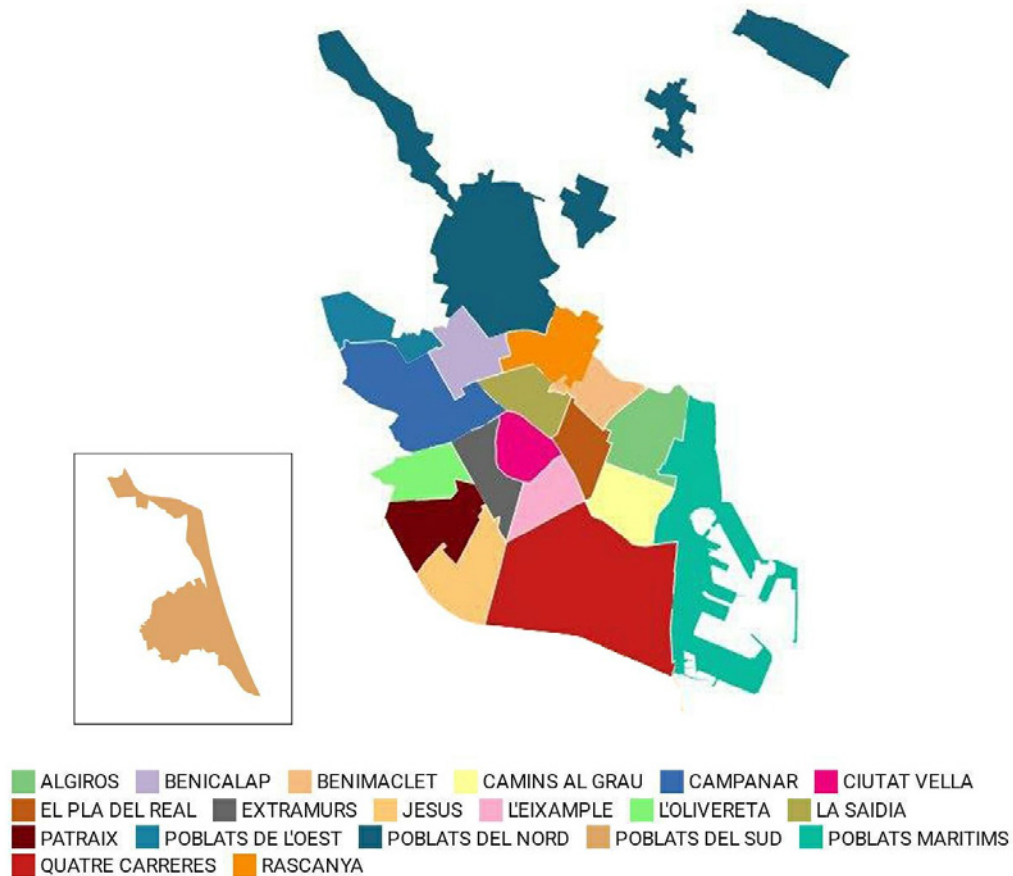 ALGIROS BENICALAP BENIMACLET CAMINS AL GRAU CAMPANAR CIUTAT VELLA
EL PLA DEL REAL EXTRAMURS JESUS L'EIXAMPLE L'OLIVERETA LA SAIDIA
PATRAIX POBLATS DE L'OEST POBLATS DEL NORD POBLATS DEL SUD POBLATS MARITIMS
QUATRE CARRERES RASCANYA